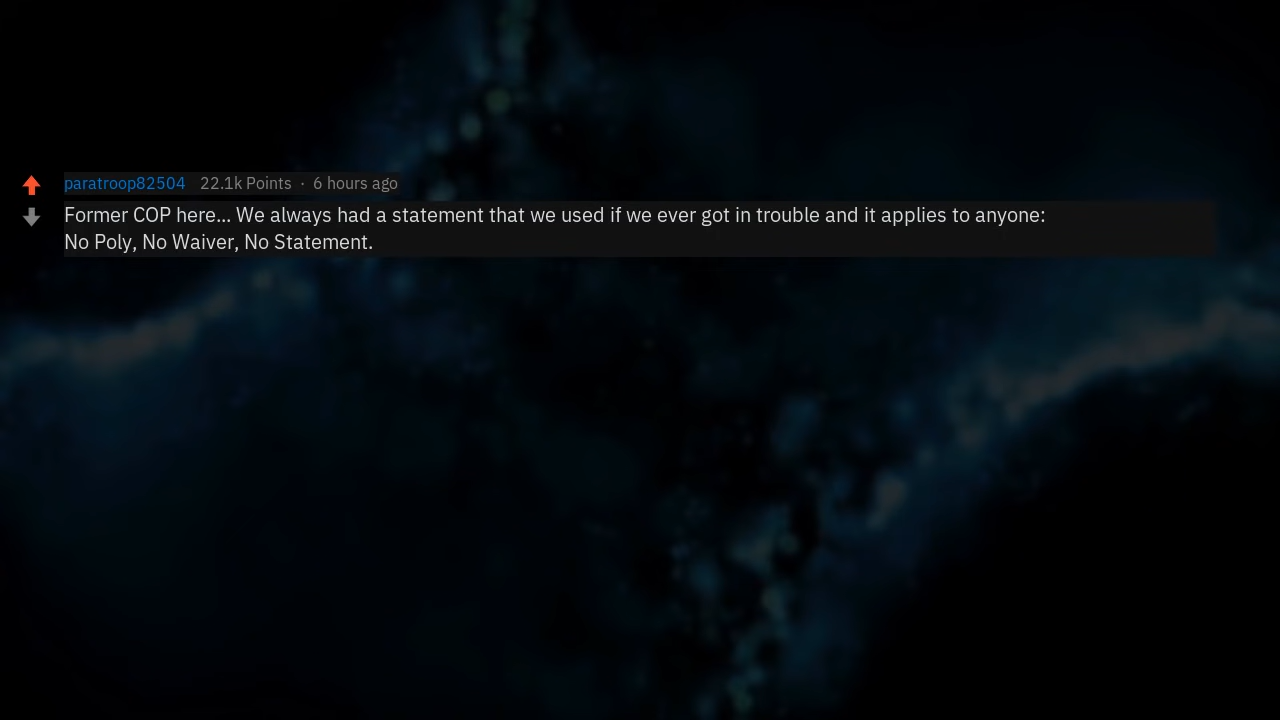 paratroop82504 22.1k Points · 6 hours ago
Former COP here... We always had a statement that we used if we ever got in trouble and it applies to anyone:
No Poly, No Waiver, No Statement.